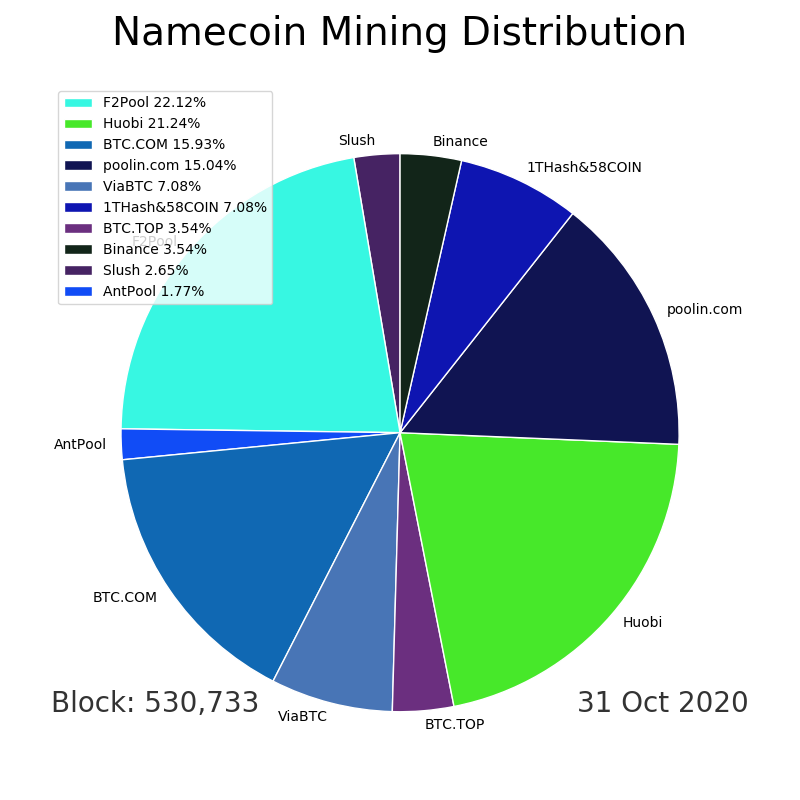 Namecoin Mining Distribution
F2Pool 22.12%
Huobi 21.24%
BTC.COM 15.93%
poolin.com 15.04%
ViaBTC 7.08%
1THash&58COIN 7.08%
BTC.TOP 3.54%
Binance 3.54%
Slush 2.65%
AntPool 1.77%
Slush
Binance
1THash&58COIN
F2Pool
poolin.com
AntPool
BTC.COM
Huobi
ViaBTC
BTC.TOP
Block: 530,733
31 Oct 2020